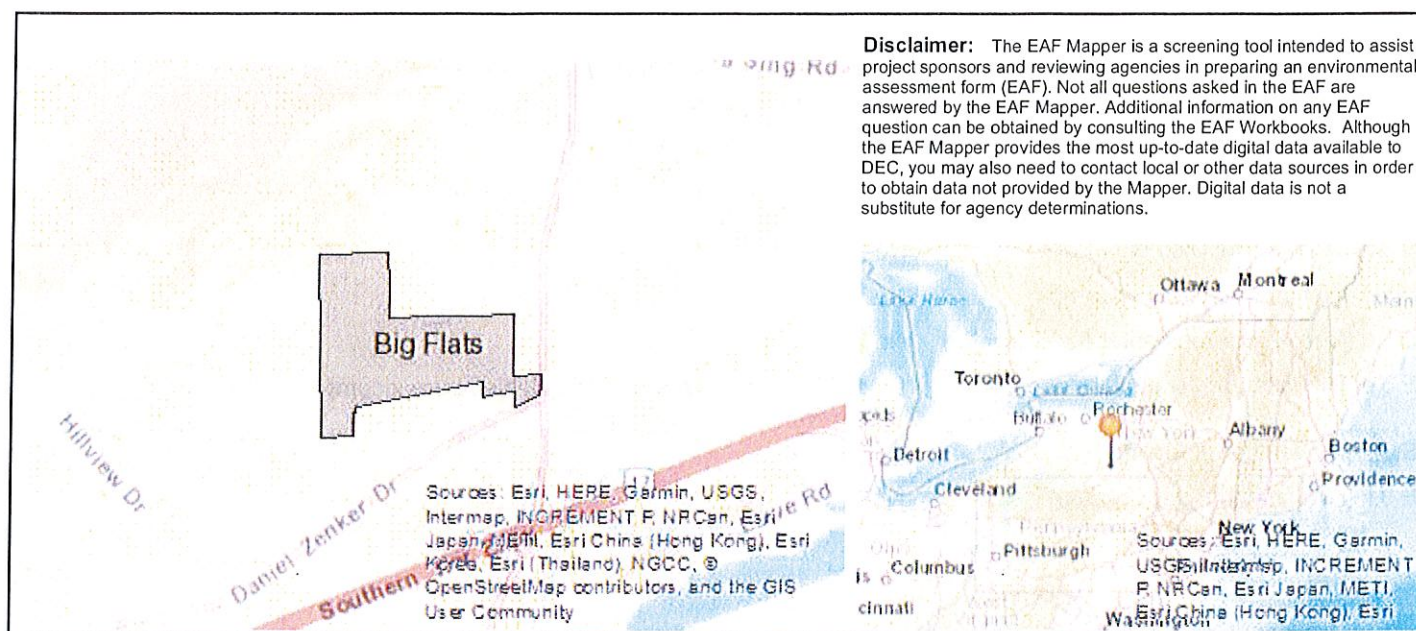 Disclaimer: The EAF Mapper is a screening tool intended to assist
project sponsors and reviewing agencies in preparing an environmental
assessment form (EAF). Not all questions asked in the EAF are
answered by the EAF Mapper. Additional information on any EAF
question can be obtained by consulting the EAF Workbooks. Although
the EAF Mapper provides the most up-to-date digital data available to
DEC, you may also need to contact local or other data sources in order
to obtain data not provided by the Mapper. Digital data is not a
substitute for agency determinations.
Sing Rd
Big Flats
Hillview Dr
Daniel Zenker Dr
Southern
17
Rd
Sources: Esri, HERE, Garmin, USGS,
Intermap, INCREMENT P, NRCan, Esri
Japan, METI, Esri China (Hong Kong), Esri
Korea, Esri (Thailand), NGCC, ©
OpenStreetMap contributors, and the GIS
User Community
Ottawa
Montreal
Lake Huron
Toronto
Buffalo
Rochester
Albany
Detroit
Boston
Cleveland
Providence
New York
Pittsburgh
Columbus
cinnati
Washington
Sources: Esri, HERE, Garmin,
USGS, Intermap, INCREMENT
P, NRCan, Esri Japan, METI,
Esri China (Hong Kong), Esri